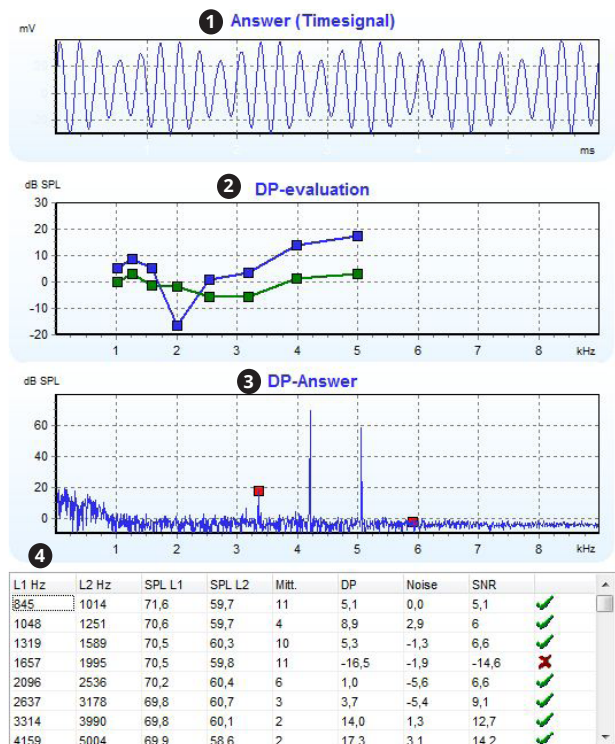 1 Answer (Timesignal)
mV
ms
2 DP-evaluation
dB SPL
30
20
10
0
-10
-20
1 2 3 4 5 6 7 8 kHz
3 DP-Answer
dB SPL
60
40
20
0
1 2 3 4 5 6 7 8 kHz
4
L1 Hz L2 Hz SPL L1 SPL L2 Mitt. DP Noise SNR
845 1014 71,6 59,7 11 5,1 0,0 5,1
1048 1251 70,6 59,7 4 8,9 2,9 6
1319 1589 70,5 60,3 10 5,3 -1,3 6,6
1657 1995 70,5 59,8 11 -16,5 -1,9 -14,6
2096 2536 70,2 60,4 6 1,0 -5,6 6,6
2637 3178 69,8 60,7 3 3,7 -5,4 9,1
3314 3990 69,8 60,1 2 14,0 1,3 12,7
4159 5004 69,9 58,6 2 17,3 3,1 14,2